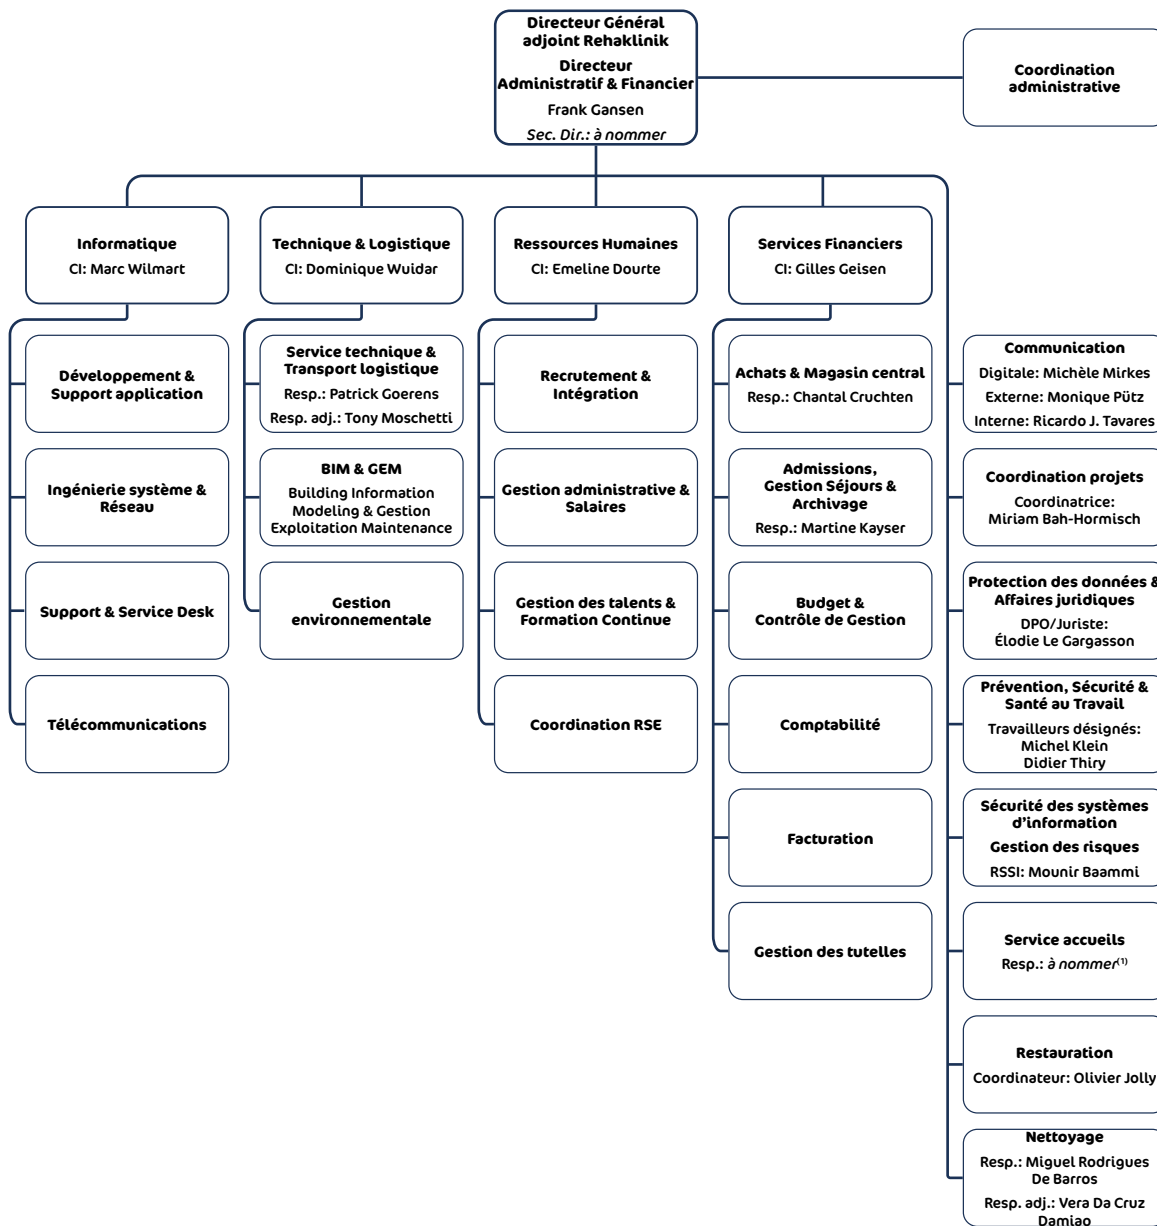 Directeur Général
adjoint Rehaklinik
Directeur
Administratif & Financier
Frank Gansen
Sec. Dir.: à nommer
Coordination
administrative
Informatique
CI: Marc Wilmart
Technique & Logistique
CI: Dominique Wuidar
Ressources Humaines
CI: Emeline Dourte
Services Financiers
CI: Gilles Geisen
Développement &
Support application
Ingénierie système &
Réseau
Support & Service Desk
Télécommunications
Service technique &
Transport logistique
Resp.: Patrick Goerens
Resp. adj.: Tony Moschetti
BIM & GEM
Building Information
Modeling & Gestion
Exploitation Maintenance
Gestion
environnementale
Recrutement &
Intégration
Gestion administrative &
Salaires
Gestion des talents &
Formation Continue
Coordination RSE
Achats & Magasin central
Resp.: Chantal Cruchten
Admissions,
Gestion Séjours &
Archivage
Resp.: Martine Kayser
Budget &
Contrôle de Gestion
Comptabilité
Facturation
Gestion des tutelles
Communication
Digitale: Michèle Mirkes
Externe: Monique Pütz
Interne: Ricardo J. Tavares
Coordination projets
Coordinatrice:
Miriam Bah-Hormisch
Protection des données &
Affaires juridiques
DPO/Juriste:
Élodie Le Gargasson
Prévention, Sécurité &
Santé au Travail
Travailleurs désignés:
Michel Klein
Didier Thiry
Sécurité des systèmes
d'information
Gestion des risques
RSSI: Mounir Baammi
Service accueils
Resp.: à nommer(1)
Restauration
Coordinateur: Olivier Jolly
Nettoyage
Resp.: Miguel Rodrigues
De Barros
Resp. adj.: Vera Da Cruz
Damiao